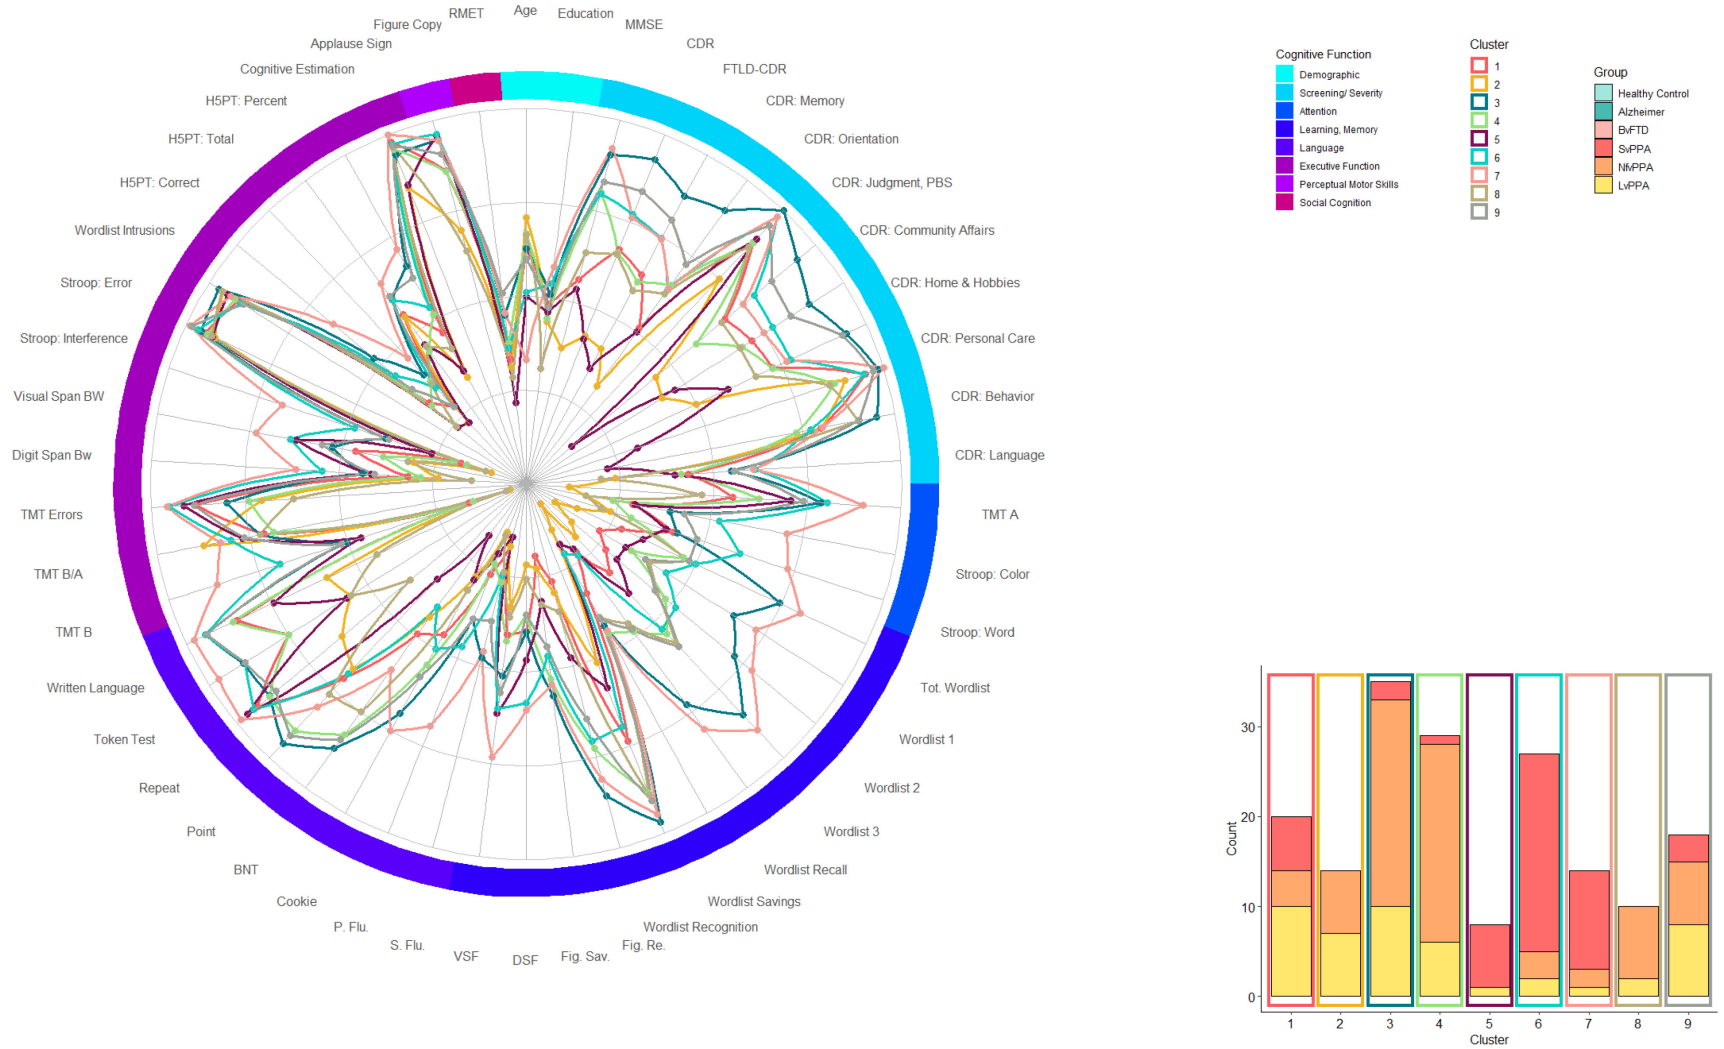 Age
Education
MMSE
CDR
FTLD-CDR
CDR: Memory
CDR: Orientation
CDR: Judgment, PBS
CDR: Community Affairs
CDR: Home & Hobbies
CDR: Personal Care
CDR: Behavior
CDR: Language
TMT A
Stroop: Color
Stroop: Word
Tot. Wordlist
Wordlist 1
Wordlist 2
Wordlist 3
Wordlist Recall
Wordlist Savings
Wordlist Recognition
Fig. Re.
Fig. Sav.
DSF
VSF
S. Flu.
P. Flu.
Cookie
BNT
Point
Repeat
Token Test
Written Language
TMT B
TMT B/A
TMT Errors
Digit Span Bw
Visual Span BW
Stroop: Interference
Stroop: Error
Wordlist Intrusions
H5PT: Correct
H5PT: Total
H5PT: Percent
Cognitive Estimation
Applause Sign
Figure Copy
RMET
Cognitive Function
Demographic
Screening/ Severity
Attention
Learning, Memory
Language
Executive Function
Perceptual Motor Skills
Social Cognition
Cluster
1
2
3
4
5
6
7
8
9
Group
Healthy Control
Alzheimer
BvFTD
SvPPA
NfvPPA
LvPPA
Count
30
20
10
0
1 2 3 4 5 6 7 8 9
Cluster